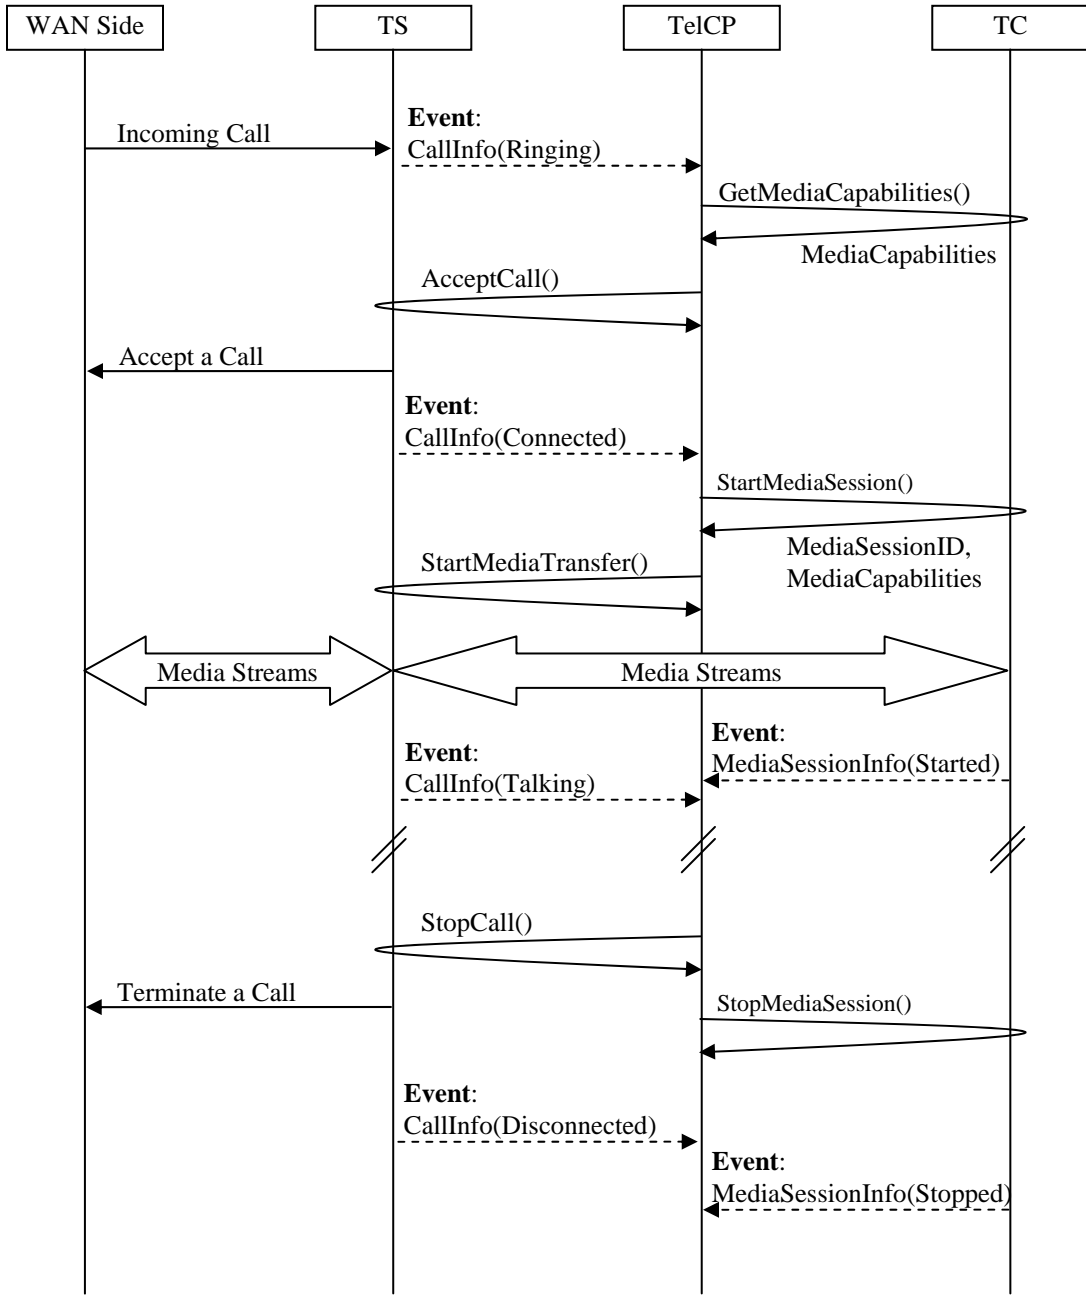 WAN Side
TS
TelCP
TC
Incoming Call
Event:
CallInfo(Ringing)
GetMediaCapabilities()
MediaCapabilities
AcceptCall()
Accept a Call
Event:
CallInfo(Connected)
StartMediaSession()
MediaSessionID,
MediaCapabilities
StartMediaTransfer()
Media Streams
Media Streams
Event:
MediaSessionInfo(Started)
Event:
CallInfo(Talking)
StopCall()
Terminate a Call
StopMediaSession()
Event:
CallInfo(Disconnected)
Event:
MediaSessionInfo(Stopped)